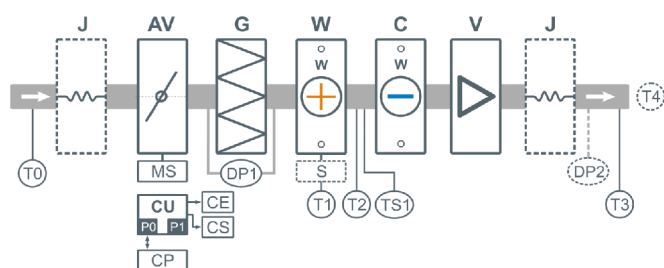 J AV G W C V J
w w
T4
T0 MS DP1 S DP2
T1 T2 TS1 T3
CU CE
P0 P1 CS
CP